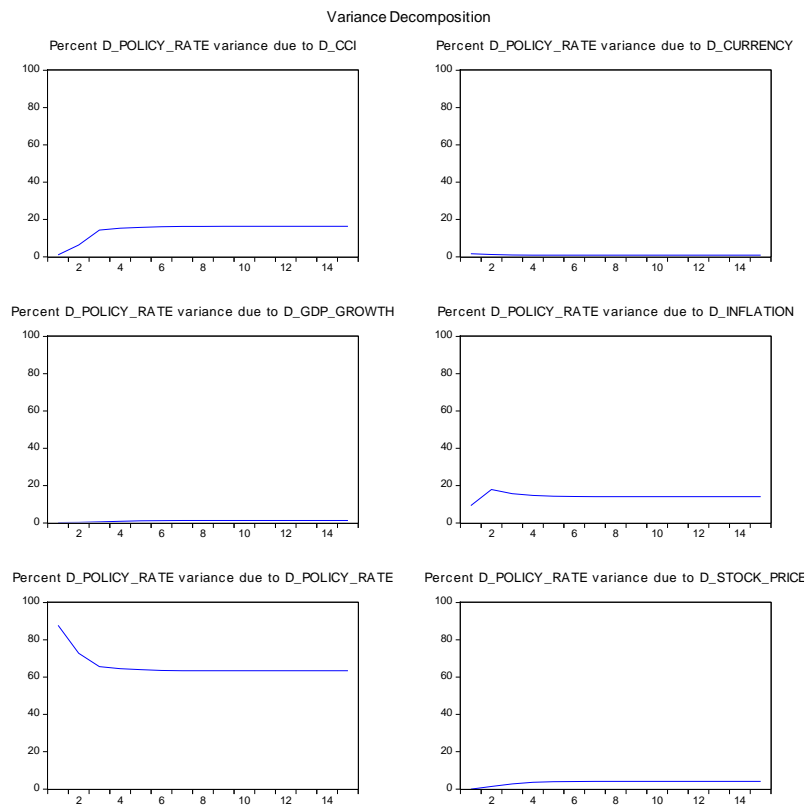 Variance Decomposition
Percent D_POLICY_RATE variance due to D_CCI
100
80
60
40
20
0
2 4 6 8 10 12 14
Percent D_POLICY_RATE variance due to D_CURRENCY
100
80
60
40
20
0
2 4 6 8 10 12 14
Percent D_POLICY_RATE variance due to D_GDP_GROWTH
100
80
60
40
20
0
2 4 6 8 10 12 14
Percent D_POLICY_RATE variance due to D_INFLATION
100
80
60
40
20
0
2 4 6 8 10 12 14
Percent D_POLICY_RATE variance due to D_POLICY_RATE
100
80
60
40
20
0
2 4 6 8 10 12 14
Percent D_POLICY_RATE variance due to D_STOCK_PRICE
100
80
60
40
20
0
2 4 6 8 10 12 14